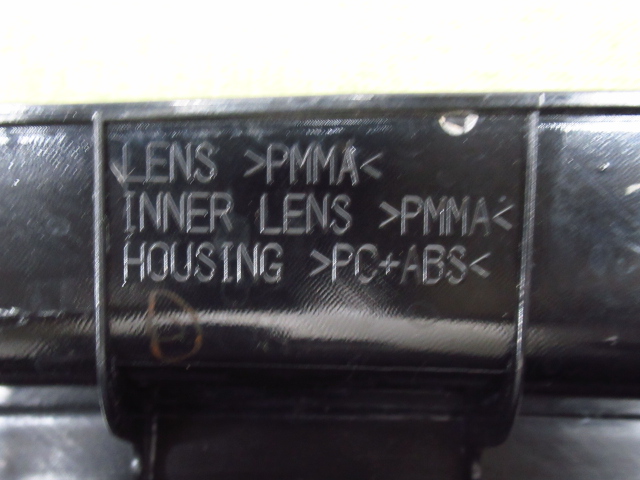 LENS >PMMA<
INNER LENS >PMMA<
HOUSING >PC+ABS<